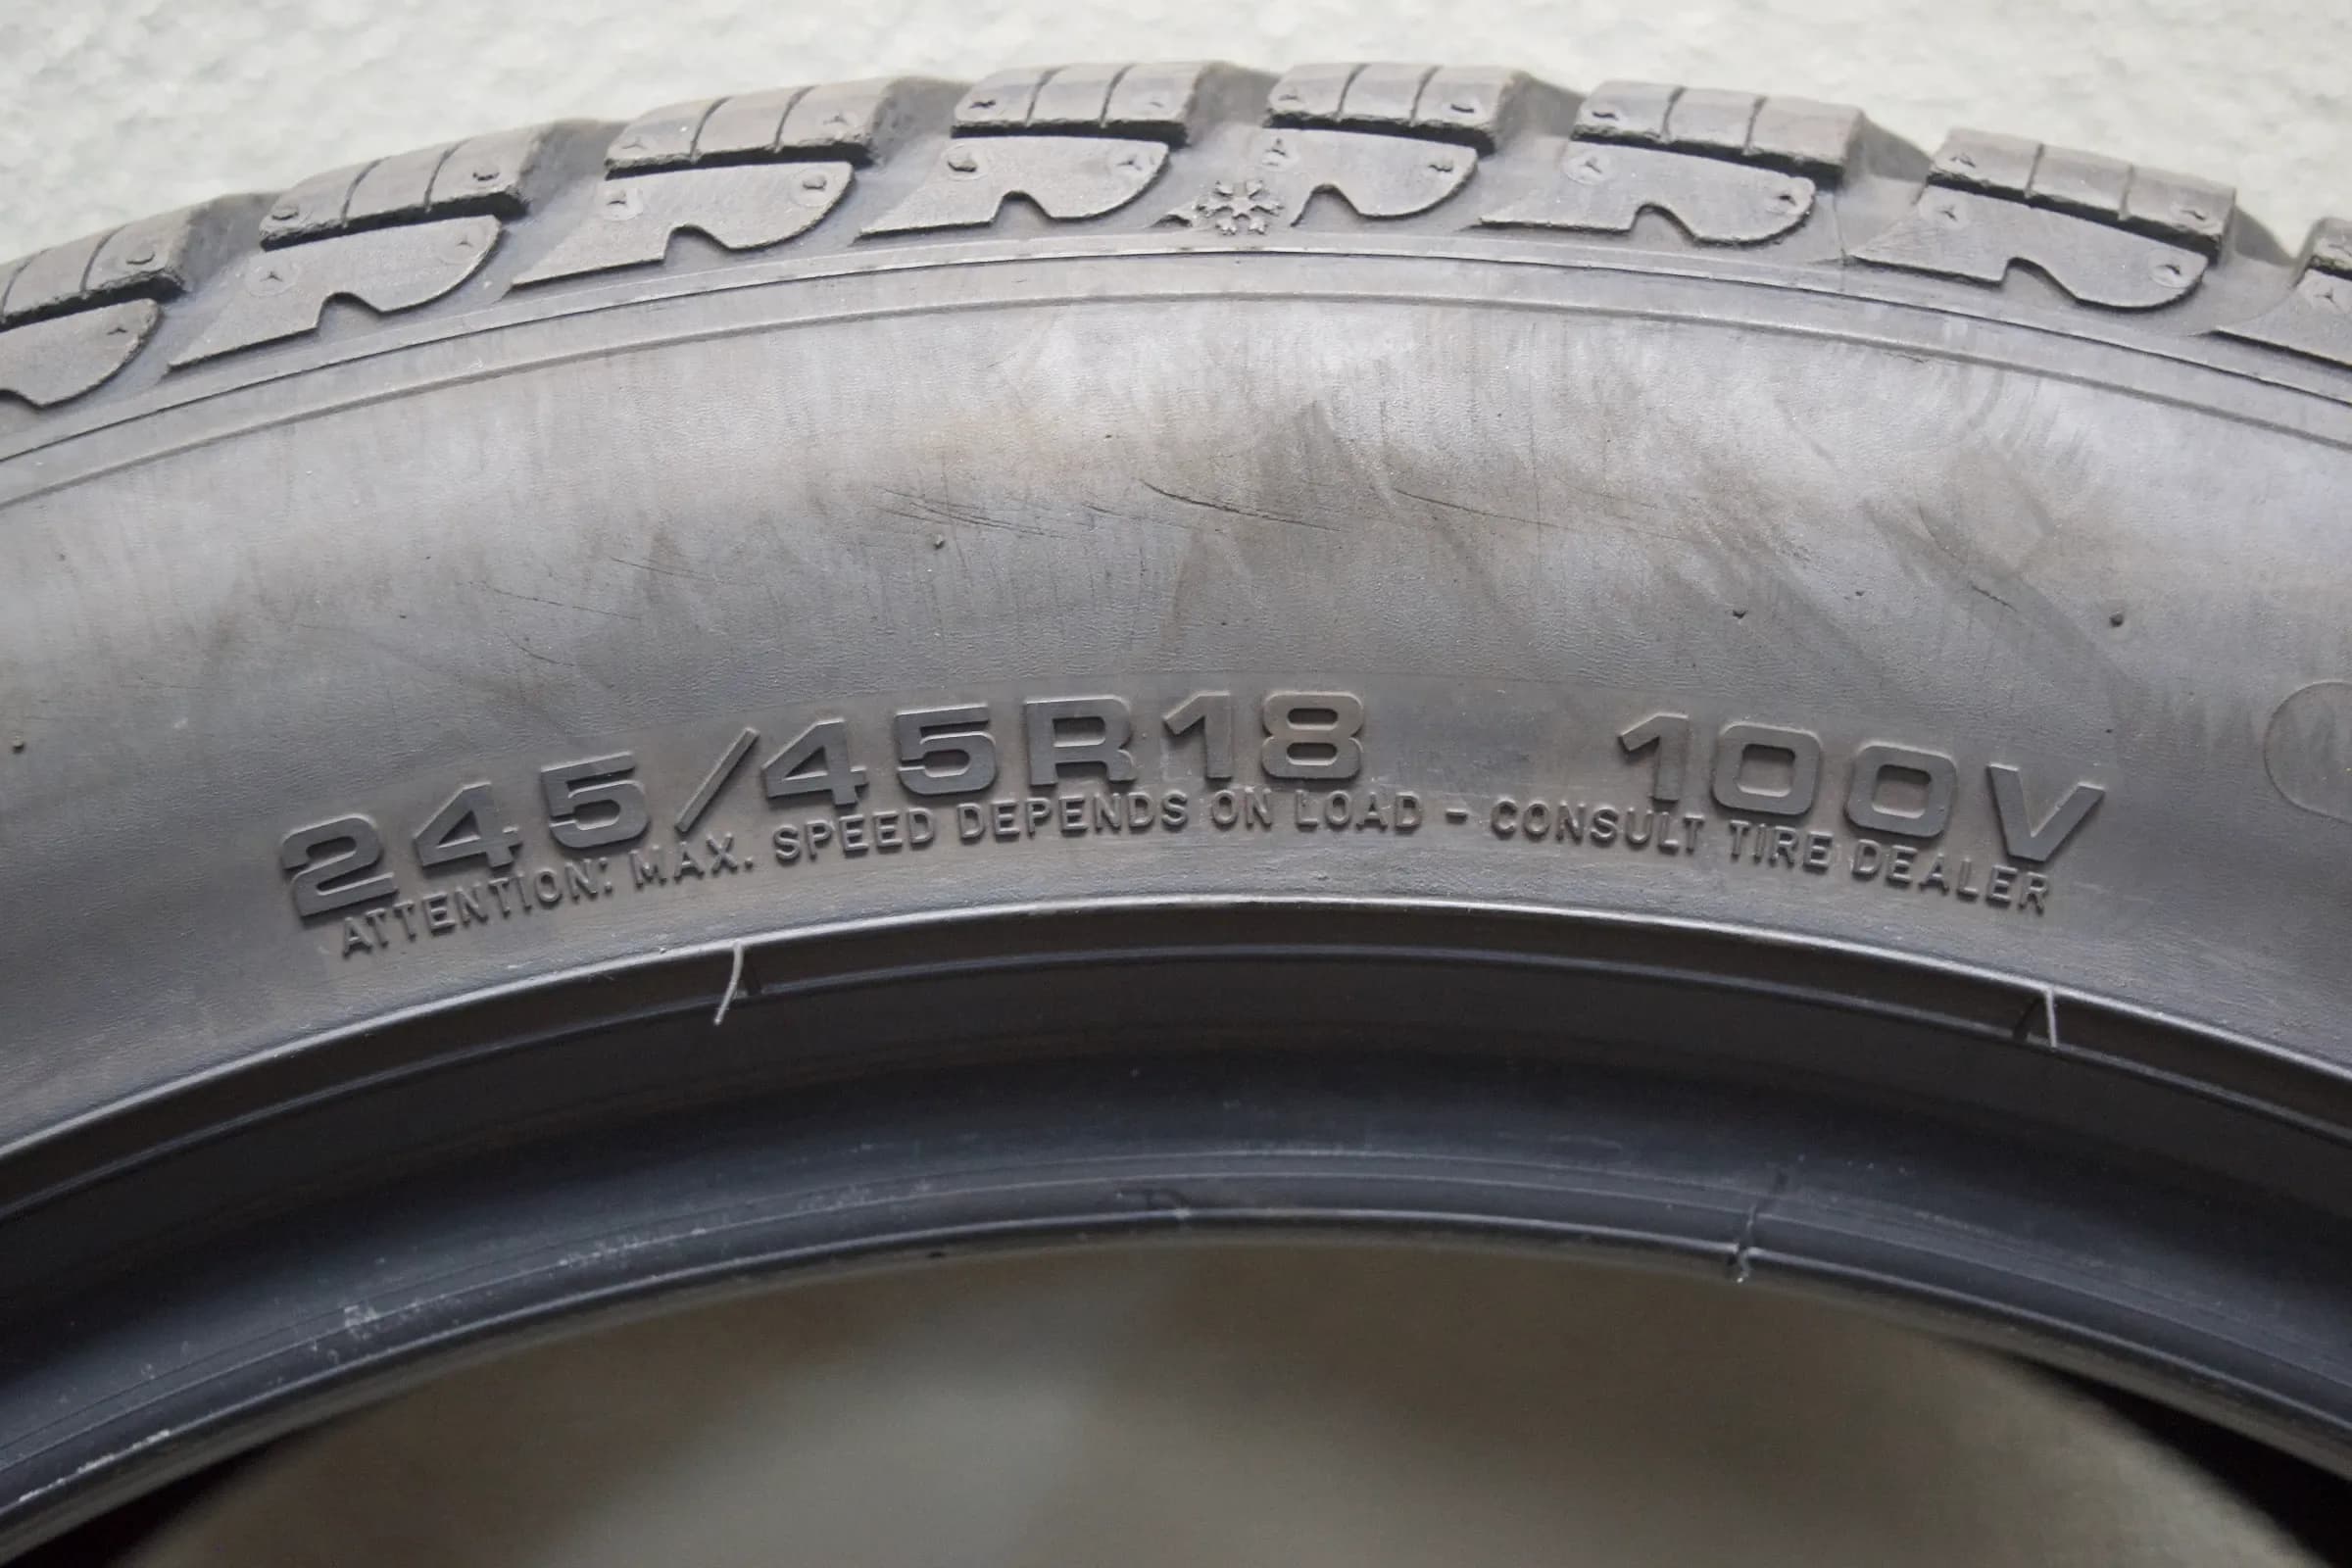 245/45R18 100V
ATTENTION: MAX. SPEED DEPENDS ON LOAD - CONSULT TIRE DEALER